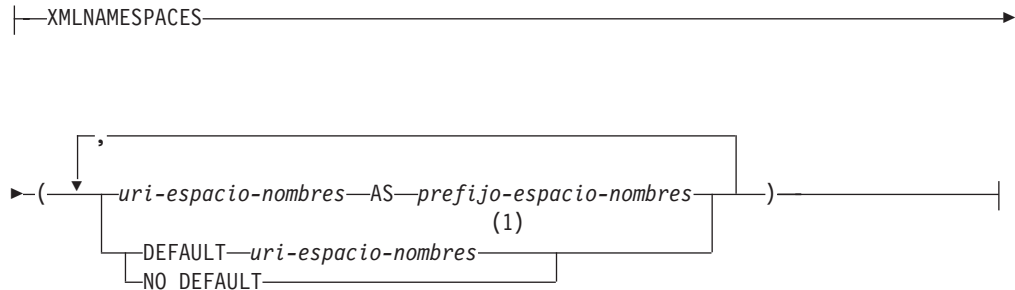 XMLNAMESPACES
,
( uri-espacio-nombres AS prefijo-espacio-nombres )
(1)
DEFAULT uri-espacio-nombres
NO DEFAULT